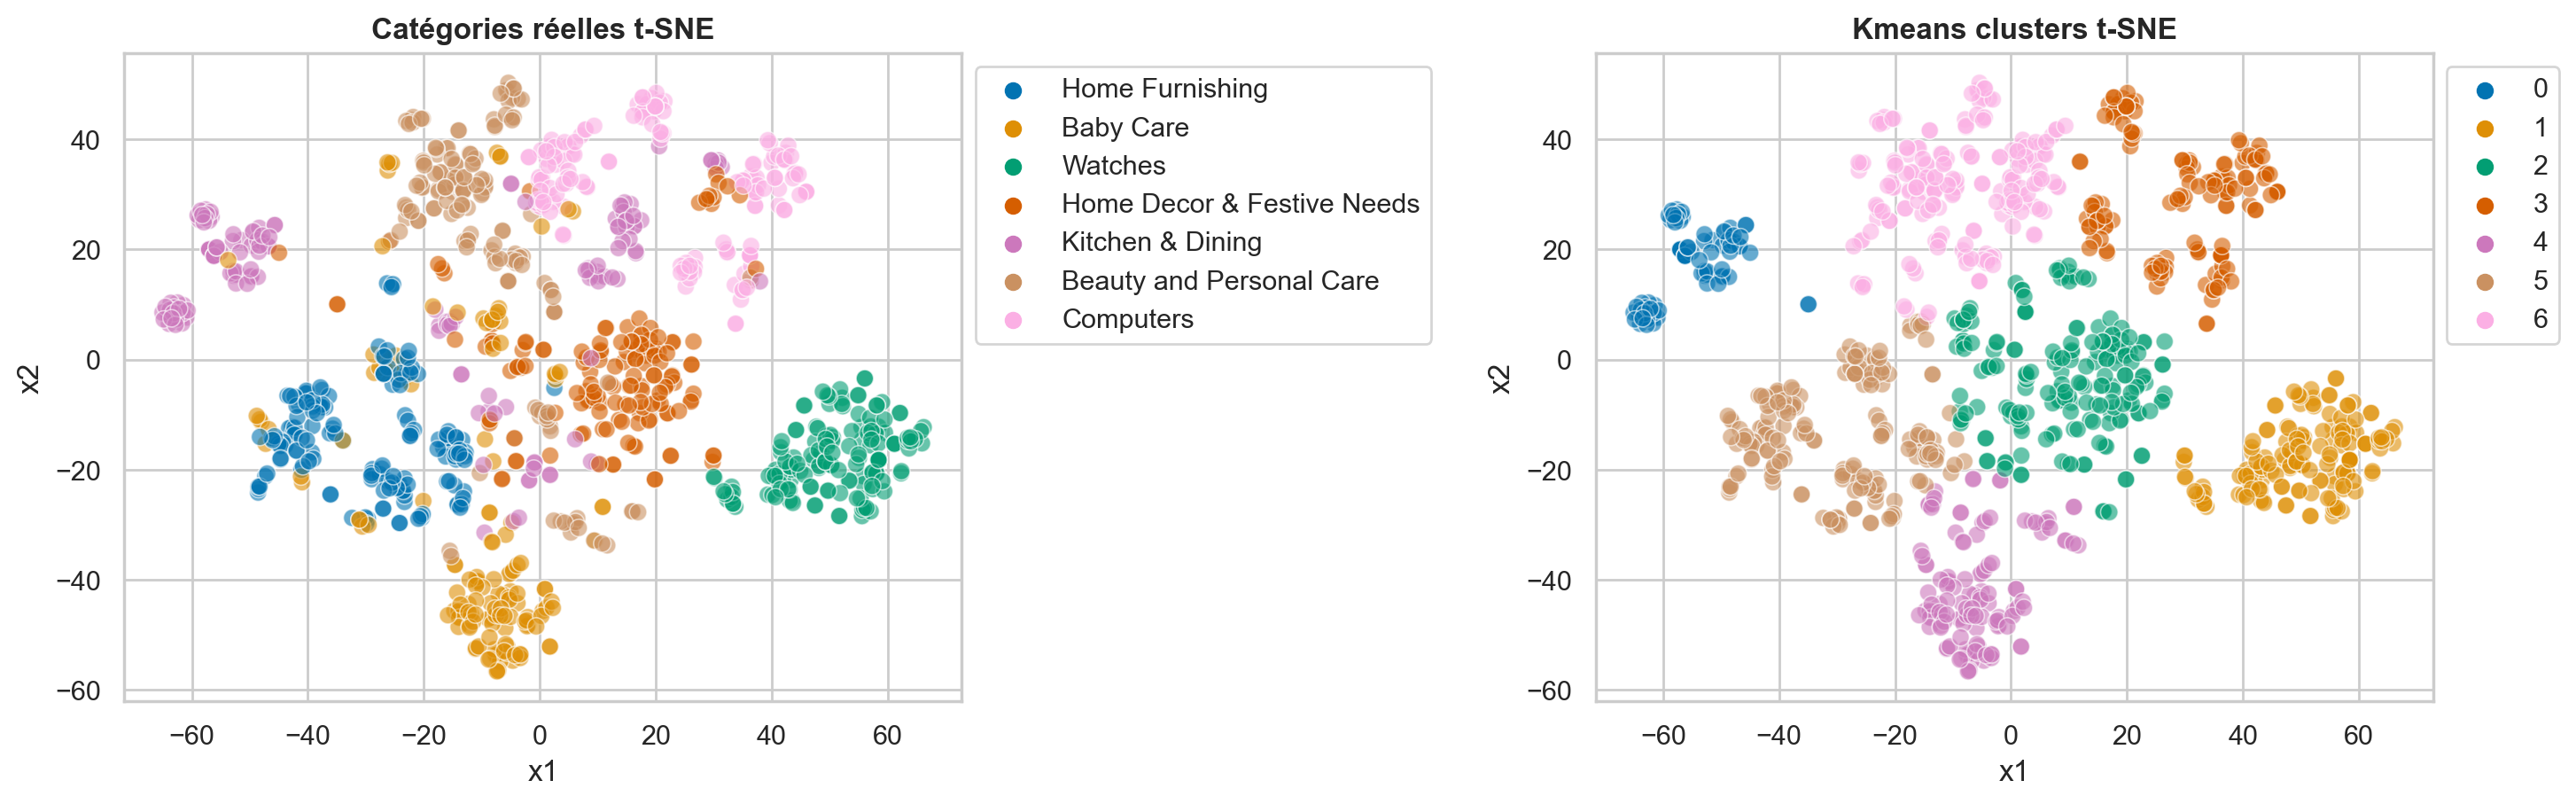 Catégories réelles t-SNE
x2
40
20
0
−20
−40
−60
−60 −40 −20 0 20 40 60
x1
Home Furnishing
Baby Care
Watches
Home Decor & Festive Needs
Kitchen & Dining
Beauty and Personal Care
Computers
Kmeans clusters t-SNE
x2
40
20
0
−20
−40
−60
−60 −40 −20 0 20 40 60
x1
0
1
2
3
4
5
6